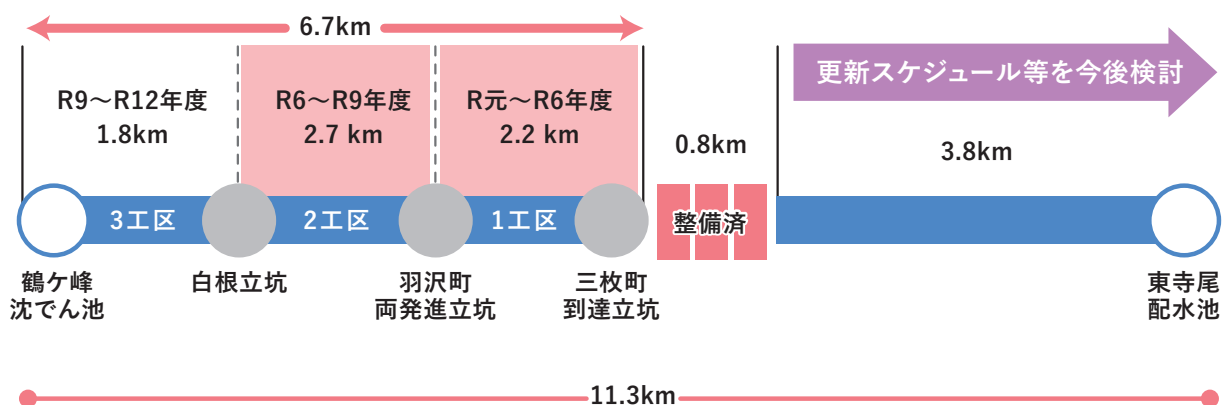 6.7km
更新スケジュール等を今後検討
R9〜R12年度
1.8km
R6〜R9年度
2.7 km
R元〜R6年度
2.2 km
0.8km
3.8km
3工区
2工区
1工区
整備済
鶴ケ峰
沈でん池
白根立坑
羽沢町
両発進立坑
三枚町
到達立坑
東寺尾
配水池
11.3km